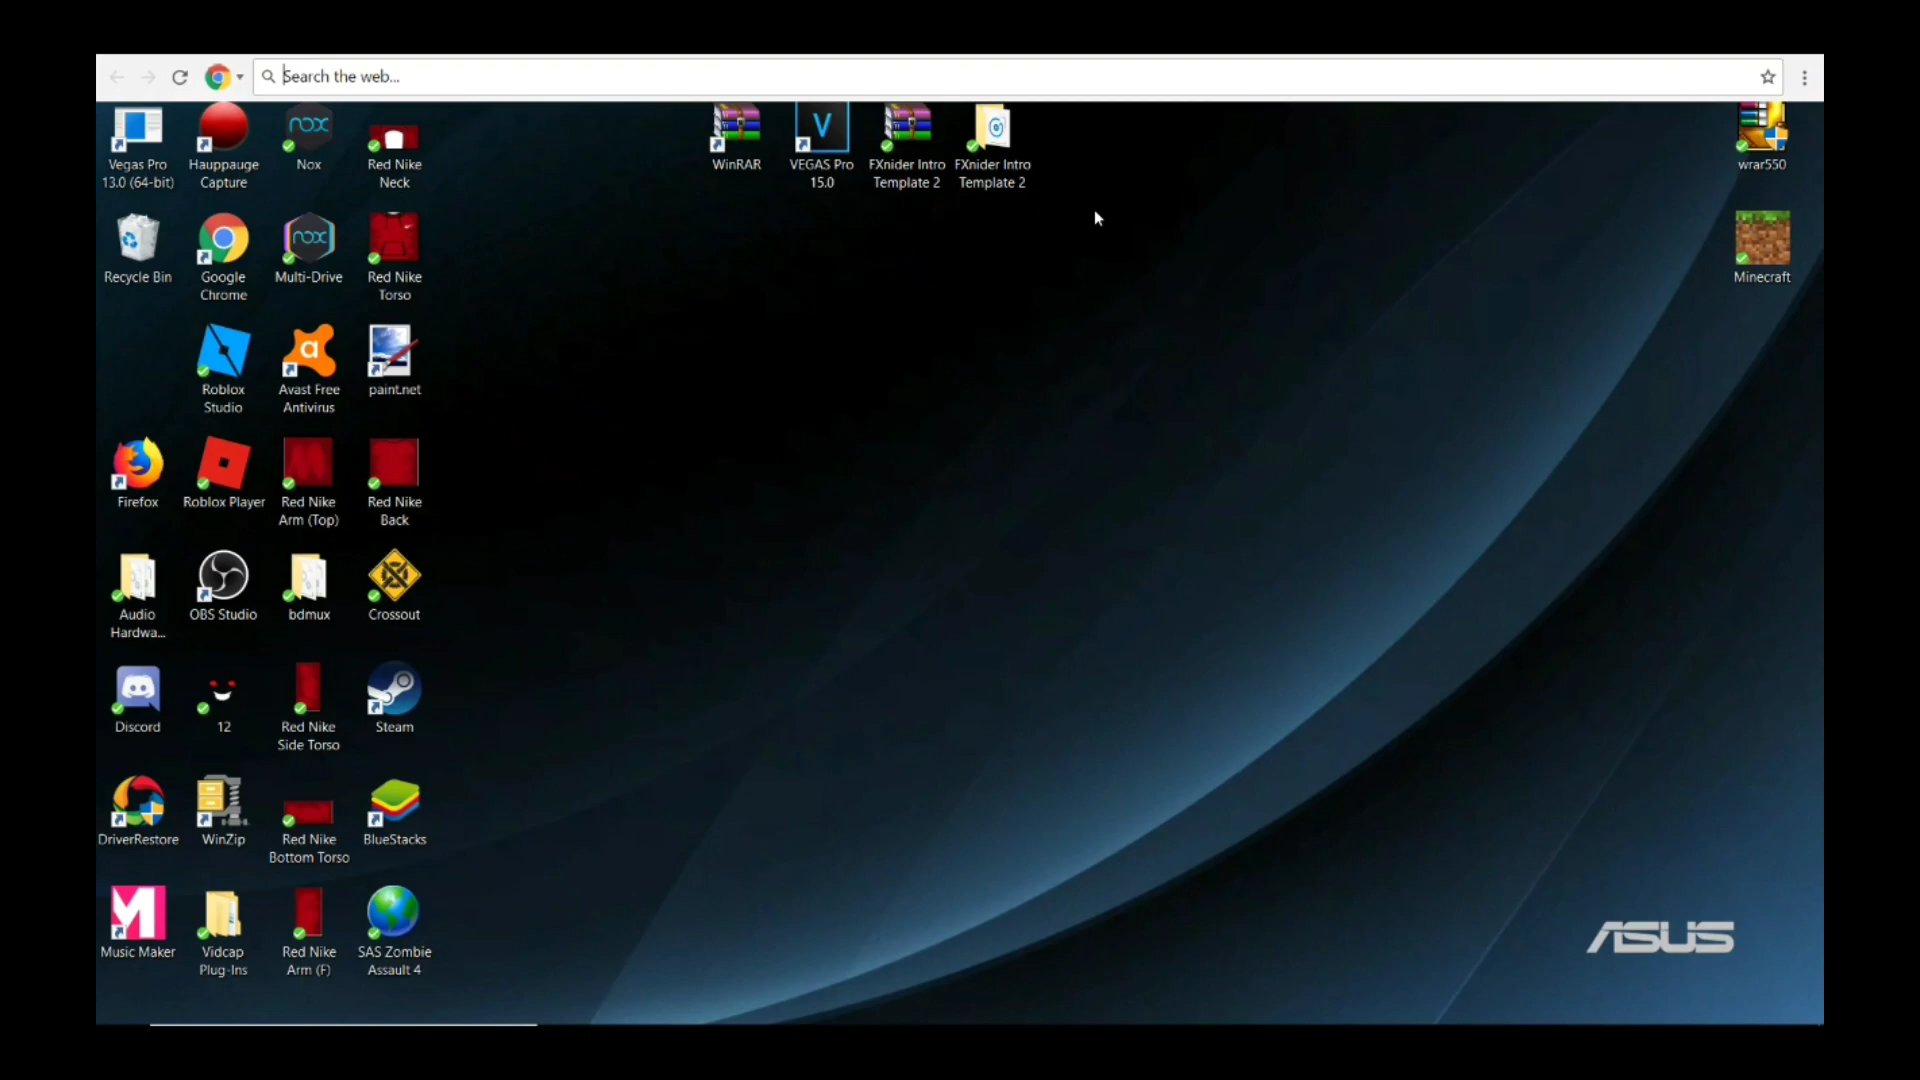 Search the web...
Vegas Pro
13.0 (64-bit)
Hauppauge
Capture
nox
Nox
Red Nike
Neck
WinRAR
V
VEGAS Pro
15.0
FXnider Intro
Template 2
FXnider Intro
Template 2
wrar550
Recycle Bin
Google
Chrome
nox
Multi-Drive
Red Nike
Torso
Minecraft
Roblox
Studio
a
Avast Free
Antivirus
paint.net
Firefox
Roblox Player
Red Nike
Arm (Top)
Red Nike
Back
Audio
Hardwa...
OBS Studio
bdmux
Crossout
Discord
12
Red Nike
Side Torso
Steam
DriverRestore
WinZip
Red Nike
Bottom Torso
BlueStacks
M
Music Maker
Vidcap
Plug-Ins
Red Nike
Arm (F)
SAS Zombie
Assault 4
ASUS